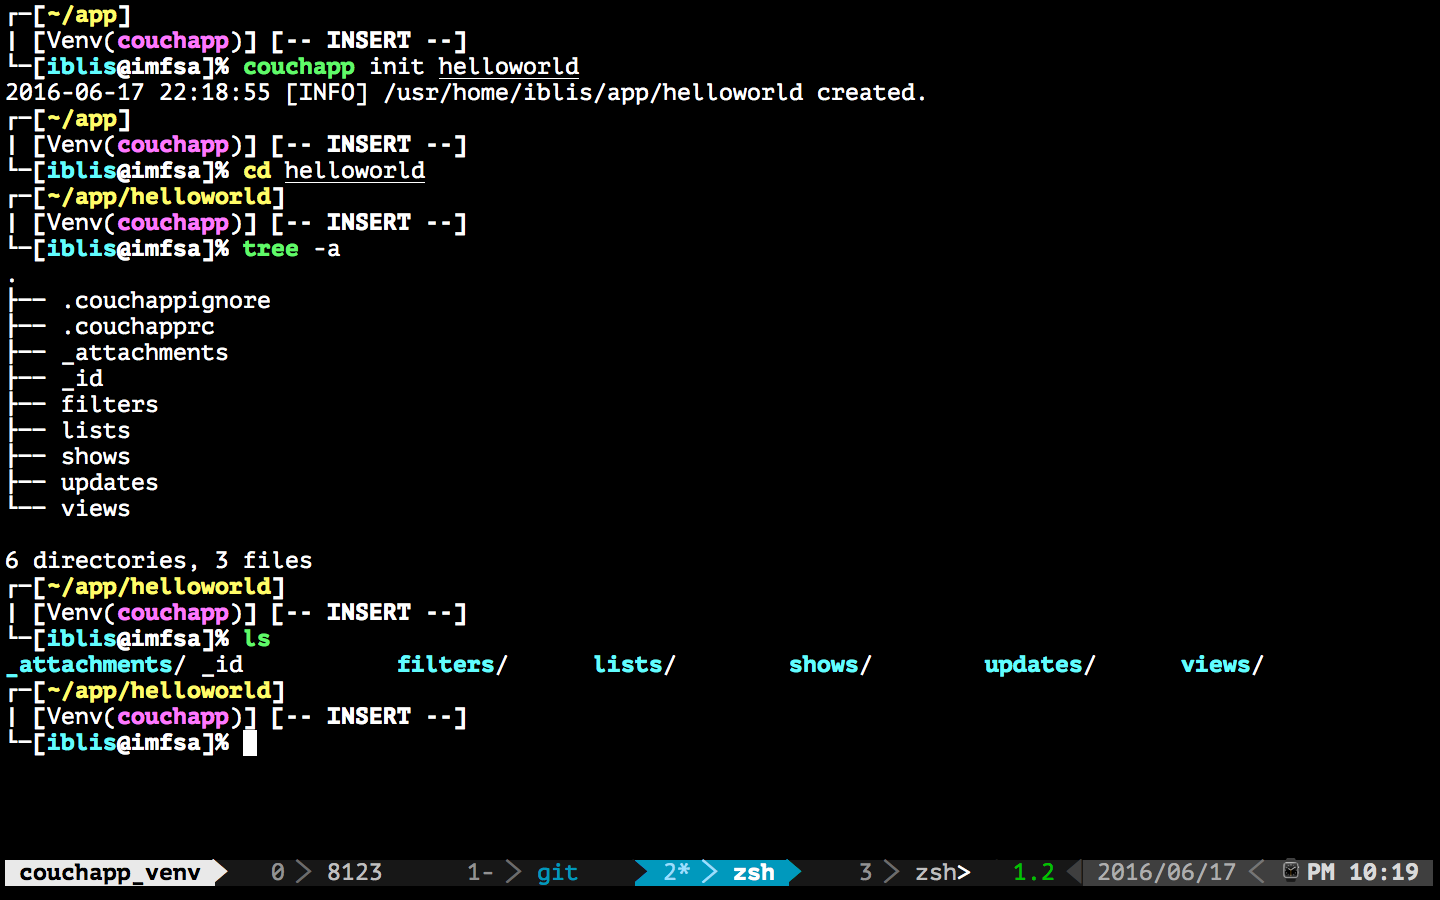 ┌─[~/app]
| [Venv(couchapp)] [-- INSERT --]
└─[iblis@imfsa]% couchapp init helloworld
2016-06-17 22:18:55 [INFO] /usr/home/iblis/app/helloworld created.
┌─[~/app]
| [Venv(couchapp)] [-- INSERT --]
└─[iblis@imfsa]% cd helloworld
┌─[~/app/helloworld]
| [Venv(couchapp)] [-- INSERT --]
└─[iblis@imfsa]% tree -a
.
├── .couchappignore
├── .couchapprc
├── _attachments
├── _id
├── filters
├── lists
├── shows
├── updates
└── views
6 directories, 3 files
┌─[~/app/helloworld]
| [Venv(couchapp)] [-- INSERT --]
└─[iblis@imfsa]% ls
_attachments/ _id filters/ lists/ shows/ updates/ views/
┌─[~/app/helloworld]
| [Venv(couchapp)] [-- INSERT --]
└─[iblis@imfsa]%
couchapp_venv 0 8123 1- git 2* zsh 3 zsh> 1.2 2016/06/17 PM 10:19